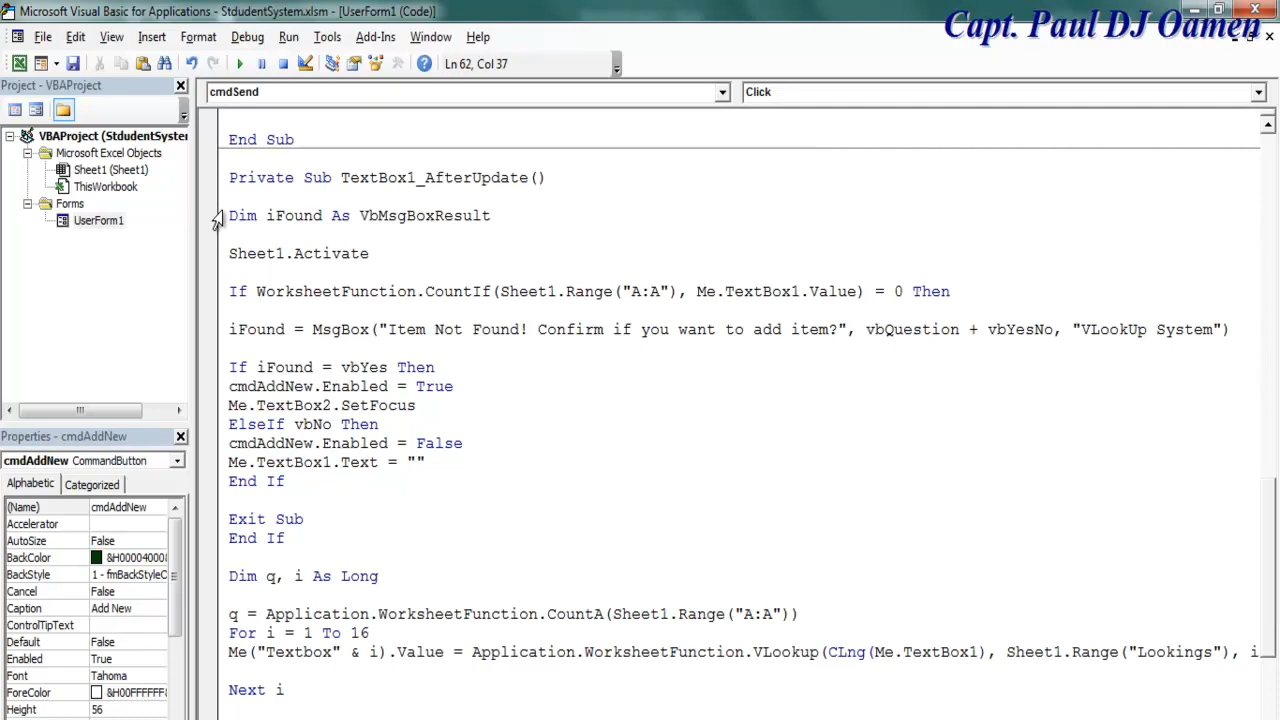 Microsoft Visual Basic for Applications - StdudentSystem.xlsm - [UserForm1 (Code)]
Capt. Paul DJ Oamen
File Edit View Insert Format Debug Run Tools Add-Ins Window Help
Ln 62, Col 37
Project - VBAProject
cmdSend
Click
VBAProject (StdudentSyster
Microsoft Excel Objects
Sheet1 (Sheet1)
ThisWorkbook
Forms
UserForm1
End Sub
Private Sub TextBox1_AfterUpdate()
Dim iFound As VbMsgBoxResult
Sheet1.Activate
If WorksheetFunction.CountIf(Sheet1.Range("A:A"), Me.TextBox1.Value) = 0 Then
iFound = MsgBox("Item Not Found! Confirm if you want to add item?", vbQuestion + vbYesNo, "VLookUp System")
If iFound = vbYes Then
cmdAddNew.Enabled = True
Me.TextBox2.SetFocus
ElseIf vbNo Then
cmdAddNew.Enabled = False
Me.TextBox1.Text = ""
End If
Exit Sub
End If
Dim q, i As Long
q = Application.WorksheetFunction.CountA(Sheet1.Range("A:A"))
For i = 1 To 16
Me("Textbox" & i).Value = Application.WorksheetFunction.VLookup(CLng(Me.TextBox1), Sheet1.Range("Lookings"), i
Next i
Properties - cmdAddNew
cmdAddNew CommandButton
Alphabetic Categorized
(Name) cmdAddNew
Accelerator
AutoSize False
BackColor &H00004000&
BackStyle 1 - fmBackStyleC
Cancel False
Caption Add New
ControlTipText
Default False
Enabled True
Font Tahoma
ForeColor &H00FFFFFF&
Height 56